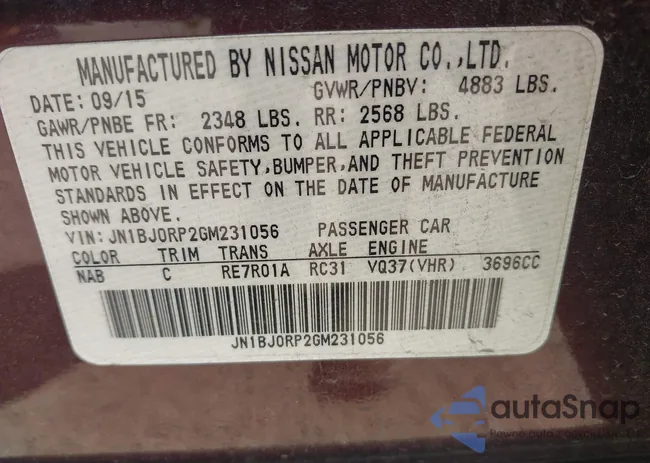 MANUFACTURED BY NISSAN MOTOR CO.,LTD.
DATE: 09/15 GVWR/PNBV: 4883 LBS.
GAWR/PNBE FR: 2348 LBS. RR: 2568 LBS.
THIS VEHICLE CONFORMS TO ALL APPLICABLE FEDERAL
MOTOR VEHICLE SAFETY,BUMPER,AND THEFT PREVENTION
STANDARDS IN EFFECT ON THE DATE OF MANUFACTURE
SHOWN ABOVE.
VIN: JN1BJ0RP2GM231056 PASSENGER CAR
COLOR TRIM TRANS AXLE ENGINE
NAB C RE7R01A RC31 VQ37(VHR) 3696CC
JN1BJ0RP2GM231056
autoSnap